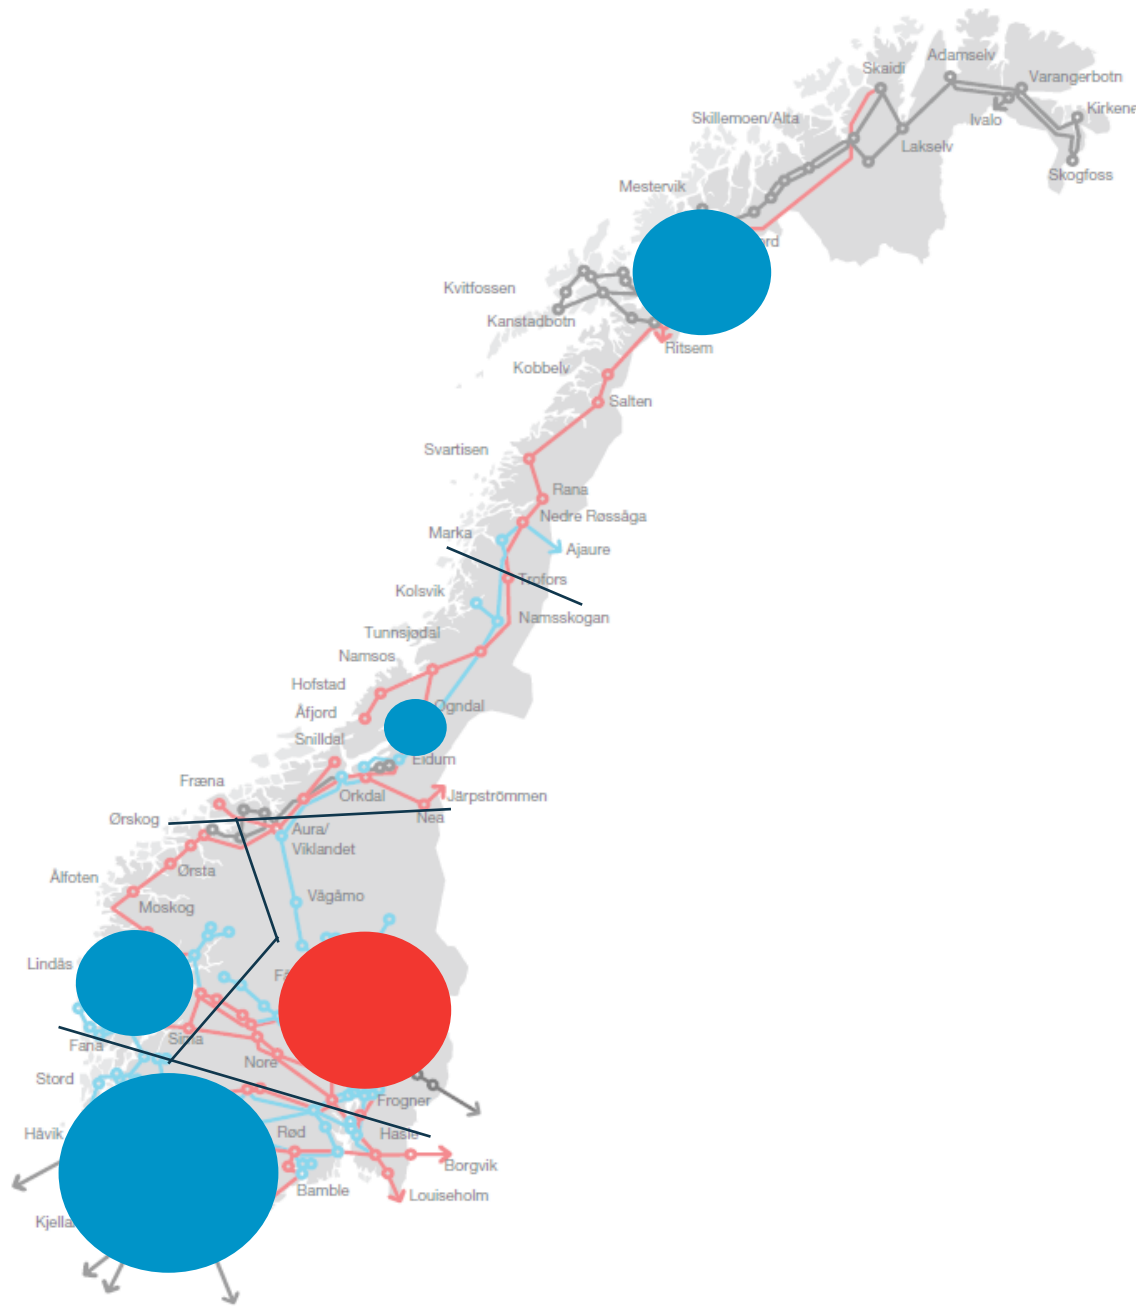 Adamselv
Skaidi
Varangerbotn
Kirkene
Skillemoen/Alta
Ivalo
Lakselv
Skogfoss
Mestervik
Kvitfossen
Kanstadbotn
Ritsem
Kobbelv
Salten
Svartisen
Rana
Nedre Røssåga
Marka
Ajaure
Trofors
Kolsvik
Namsskogan
Tunnsjødal
Namsos
Hofstad
Ogndal
Åfjord
Snilldal
Eidum
Fræna
Orkdal
Järpströmmen
Nea
Ørskog
Aura/
Viklandet
Ørsta
Ålfoten
Vågåmo
Moskog
Lindås
Sima
Fana
Nore
Stord
Frogner
Rød
Hasle
Håvik
Borgvik
Bamble
Louiseholm